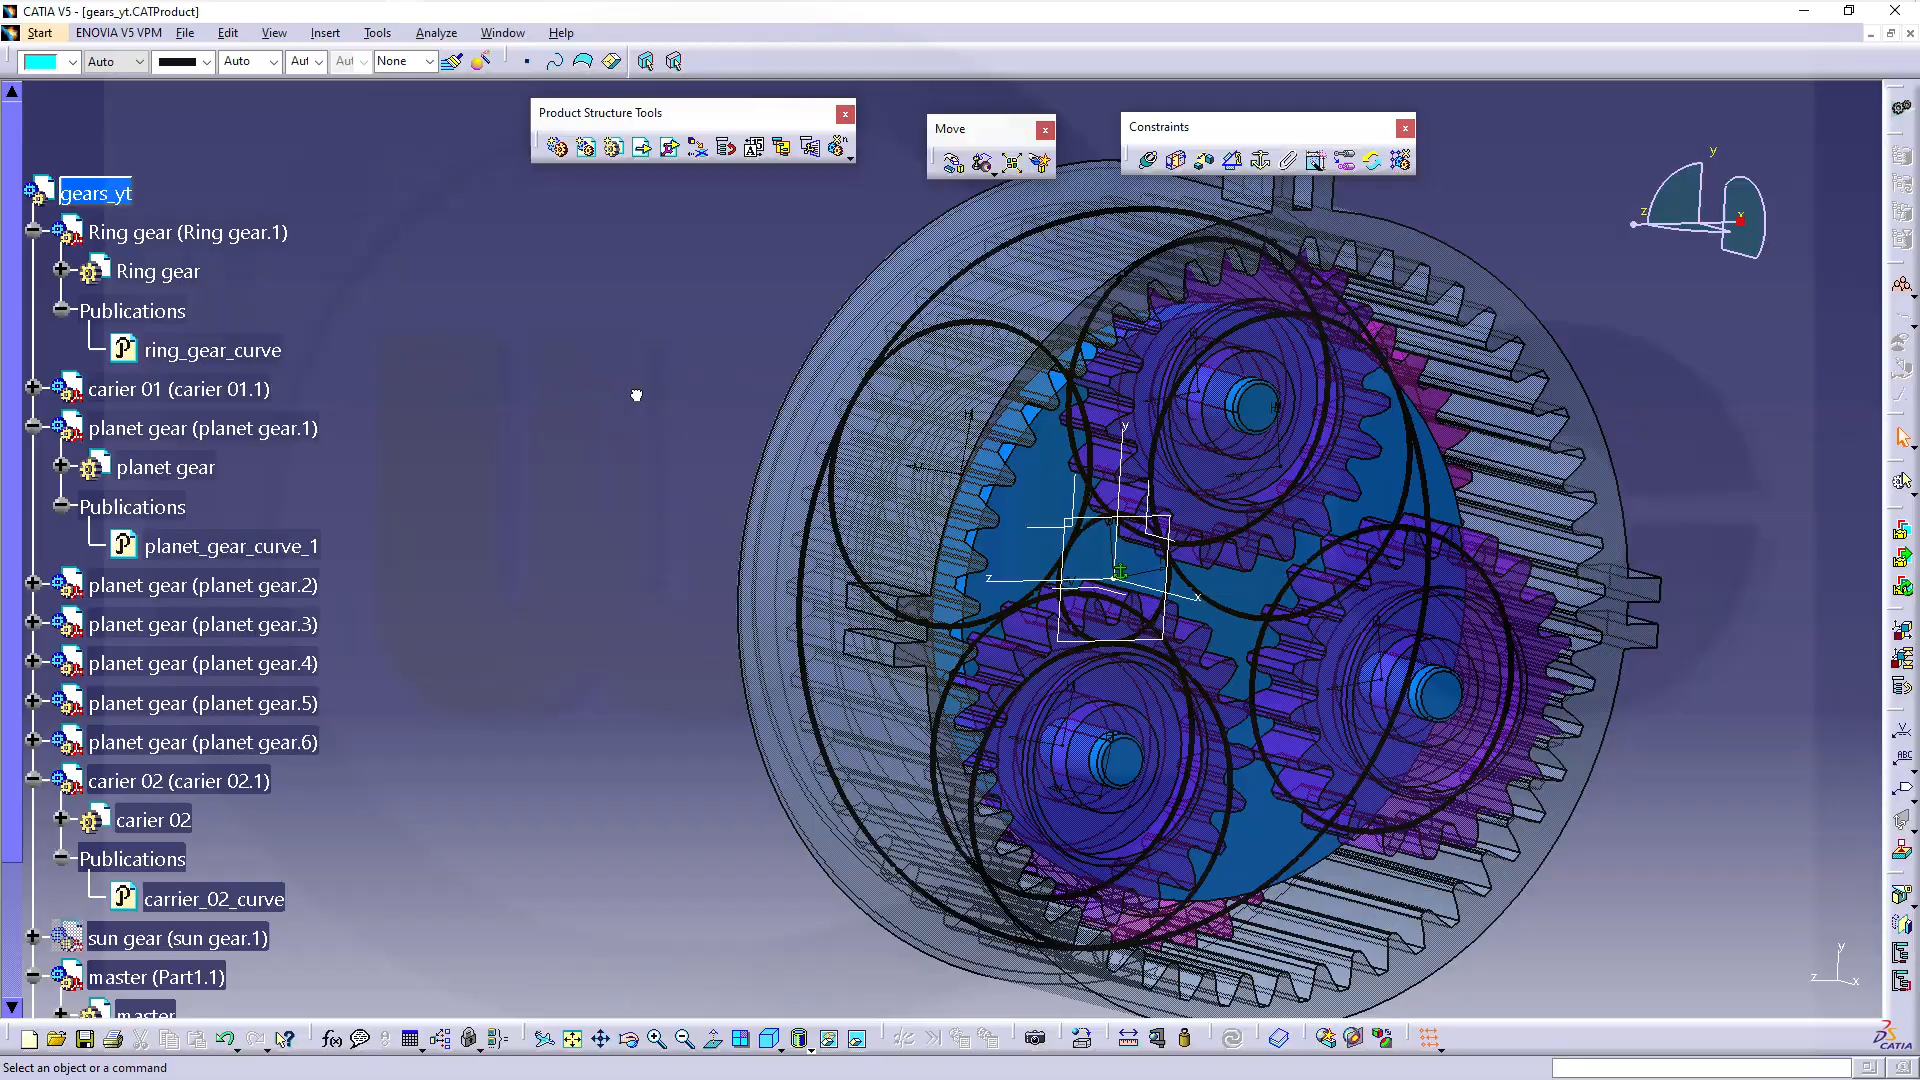 CATIA V5 - [gears_yt.CATProduct]
Start ENOVIA V5 VPM File Edit View Insert Tools Analyze Window Help
Auto Auto Aut Aut None
Product Structure Tools
Move
Constraints
gears_yt
Ring gear (Ring gear.1)
Ring gear
Publications
ring_gear_curve
carier 01 (carier 01.1)
planet gear (planet gear.1)
planet gear
Publications
planet_gear_curve_1
planet gear (planet gear.2)
planet gear (planet gear.3)
planet gear (planet gear.4)
planet gear (planet gear.5)
planet gear (planet gear.6)
carier 02 (carier 02.1)
carier 02
Publications
carrier_02_curve
sun gear (sun gear.1)
master (Part1.1)
master
y
z
x
y
z
x
y
z
x
ABC
f(x)
CATIA
Select an object or a command